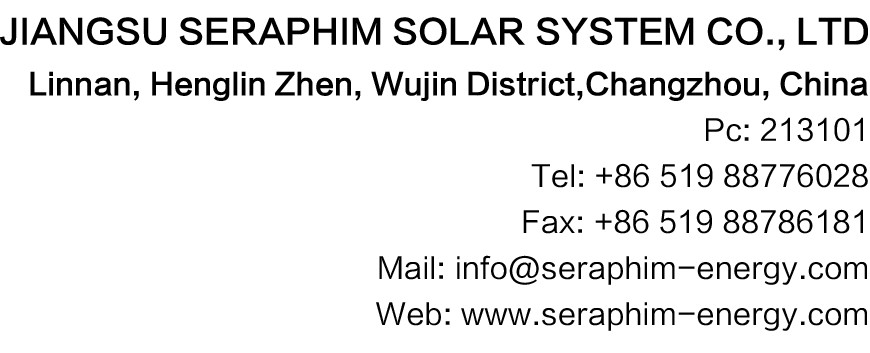 JIANGSU SERAPHIM SOLAR SYSTEM CO., LTD
Linnan, Henglin Zhen, Wujin District,Changzhou, China
Pc: 213101
Tel: +86 519 88776028
Fax: +86 519 88786181
Mail: info@seraphim-energy.com
Web: www.seraphim-energy.com